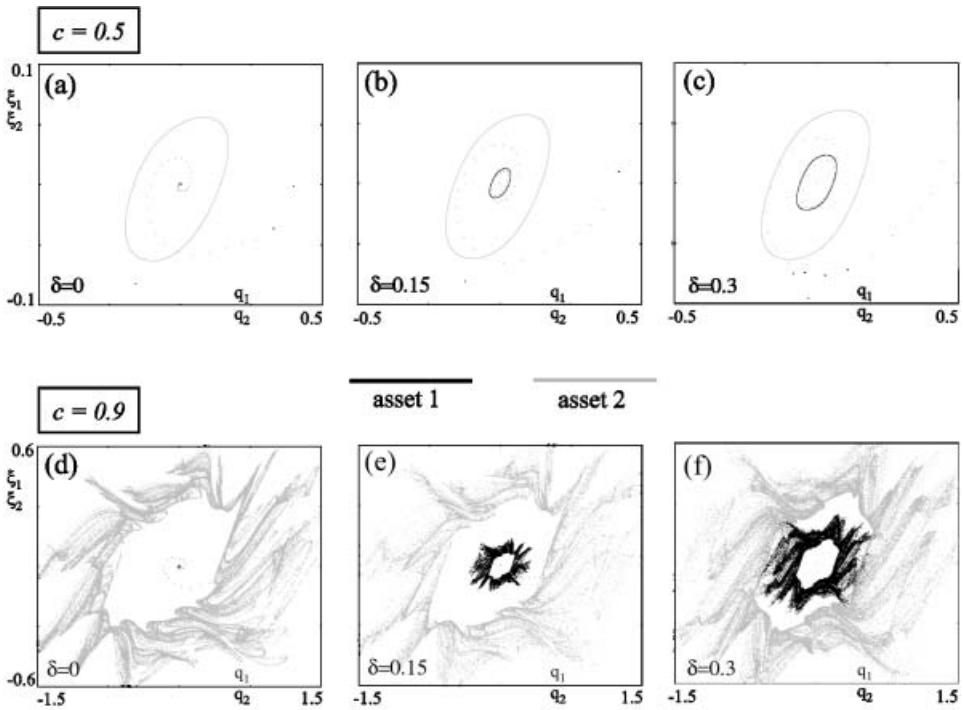 c = 0.5
(a) (b) (c)
0.1
ξ₁
ξ₂
-0.1
δ=0 q₁ δ=0.15 q₁ δ=0.3 q₁
-0.5 q₂ 0.5 -0.5 q₂ 0.5 -0.5 q₂ 0.5
c = 0.9
asset 1 asset 2
0.6
(d) (e) (f)
ξ₁
ξ₂
-0.6
δ=0 q₁ δ=0.15 q₁ δ=0.3 q₁
-1.5 q₂ 1.5 -1.5 q₂ 1.5 -1.5 q₂ 1.5